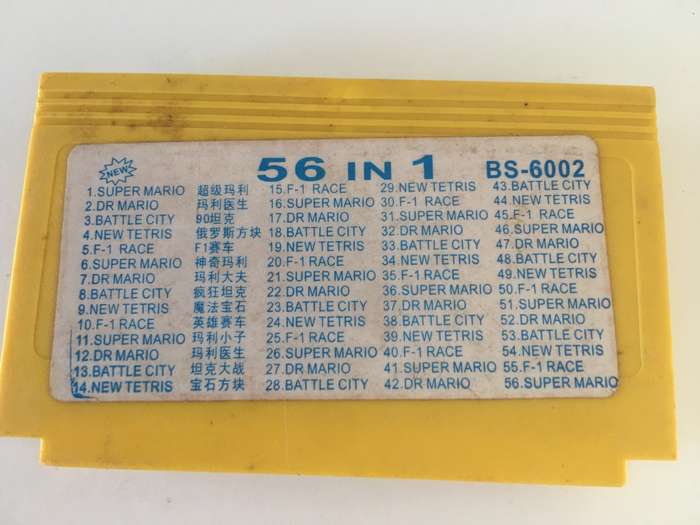 NEW
56 IN 1
BS-6002
1.SUPER MARIO 超级玛利
2.DR MARIO 玛利医生
3.BATTLE CITY 90坦克
4.NEW TETRIS 俄罗斯方块
5.F-1 RACE F1赛车
6.SUPER MARIO 神奇玛利
7.DR MARIO 玛利大夫
8.BATTLE CITY 疯狂坦克
9.NEW TETRIS 魔法宝石
10.F-1 RACE 英雄赛车
11.SUPER MARIO 玛利小子
12.DR MARIO 玛利医生
13.BATTLE CITY 坦克大战
14.NEW TETRIS 宝石方块
15.F-1 RACE
16.SUPER MARIO
17.DR MARIO
18.BATTLE CITY
19.NEW TETRIS
20.F-1 RACE
21.SUPER MARIO
22.DR MARIO
23.BATTLE CITY
24.NEW TETRIS
25.F-1 RACE
26.SUPER MARIO
27.DR MARIO
28.BATTLE CITY
29.NEW TETRIS
30.F-1 RACE
31.SUPER MARIO
32.DR MARIO
33.BATTLE CITY
34.NEW TETRIS
35.F-1 RACE
36.SUPER MARIO
37.DR MARIO
38.BATTLE CITY
39.NEW TETRIS
40.F-1 RACE
41.SUPER MARIO
42.DR MARIO
43.BATTLE CITY
44.NEW TETRIS
45.F-1 RACE
46.SUPER MARIO
47.DR MARIO
48.BATTLE CITY
49.NEW TETRIS
50.F-1 RACE
51.SUPER MARIO
52.DR MARIO
53.BATTLE CITY
54.NEW TETRIS
55.F-1 RACE
56.SUPER MARIO